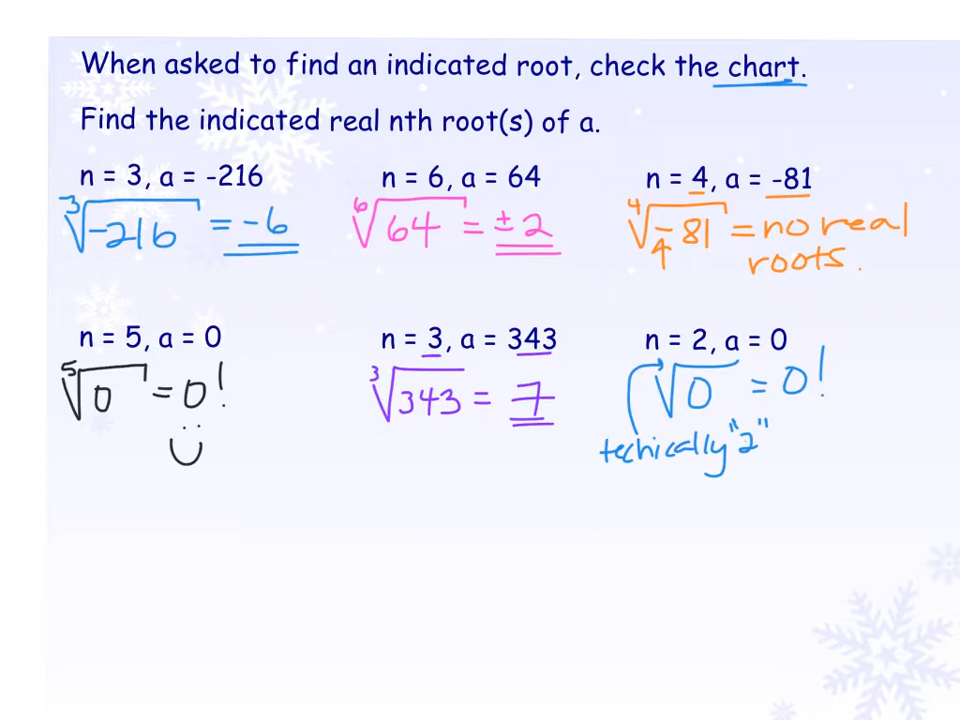 When asked to find an indicated root, check the chart.
Find the indicated real nth root(s) of a.
n = 3, a = -216
∛-216 = -6
n = 6, a = 64
⁶√64 = ± 2
n = 4, a = -81
⁴√-81 = no real
roots.
n = 5, a = 0
⁵√0 = 0!
n = 3, a = 343
³√343 = 7
n = 2, a = 0
√0 = 0!
techically "2"